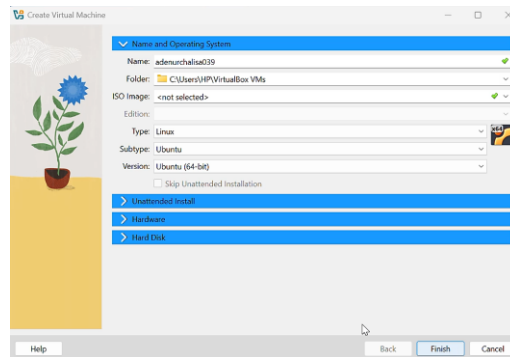 Create Virtual Machine
Name and Operating System
Name: adenurchalisa039
Folder: C:\Users\HP\VirtualBox VMs
ISO Image: <not selected>
Edition:
Type: Linux
x64
Subtype: Ubuntu
Version: Ubuntu (64-bit)
Skip Unattended Installation
Unattended Install
Hardware
Hard Disk
Help Back Finish Cancel